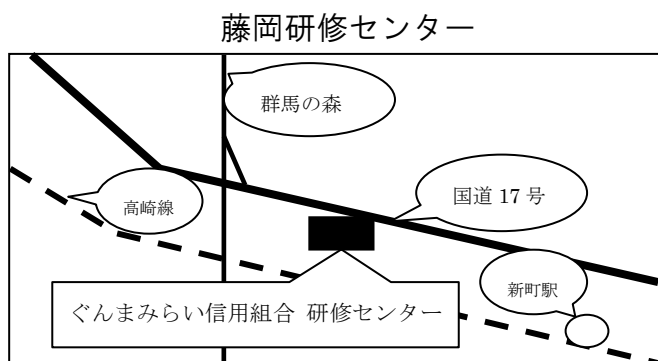 藤岡研修センター
群馬の森
高崎線
国道 17 号
新町駅
ぐんまみらい信用組合 研修センター